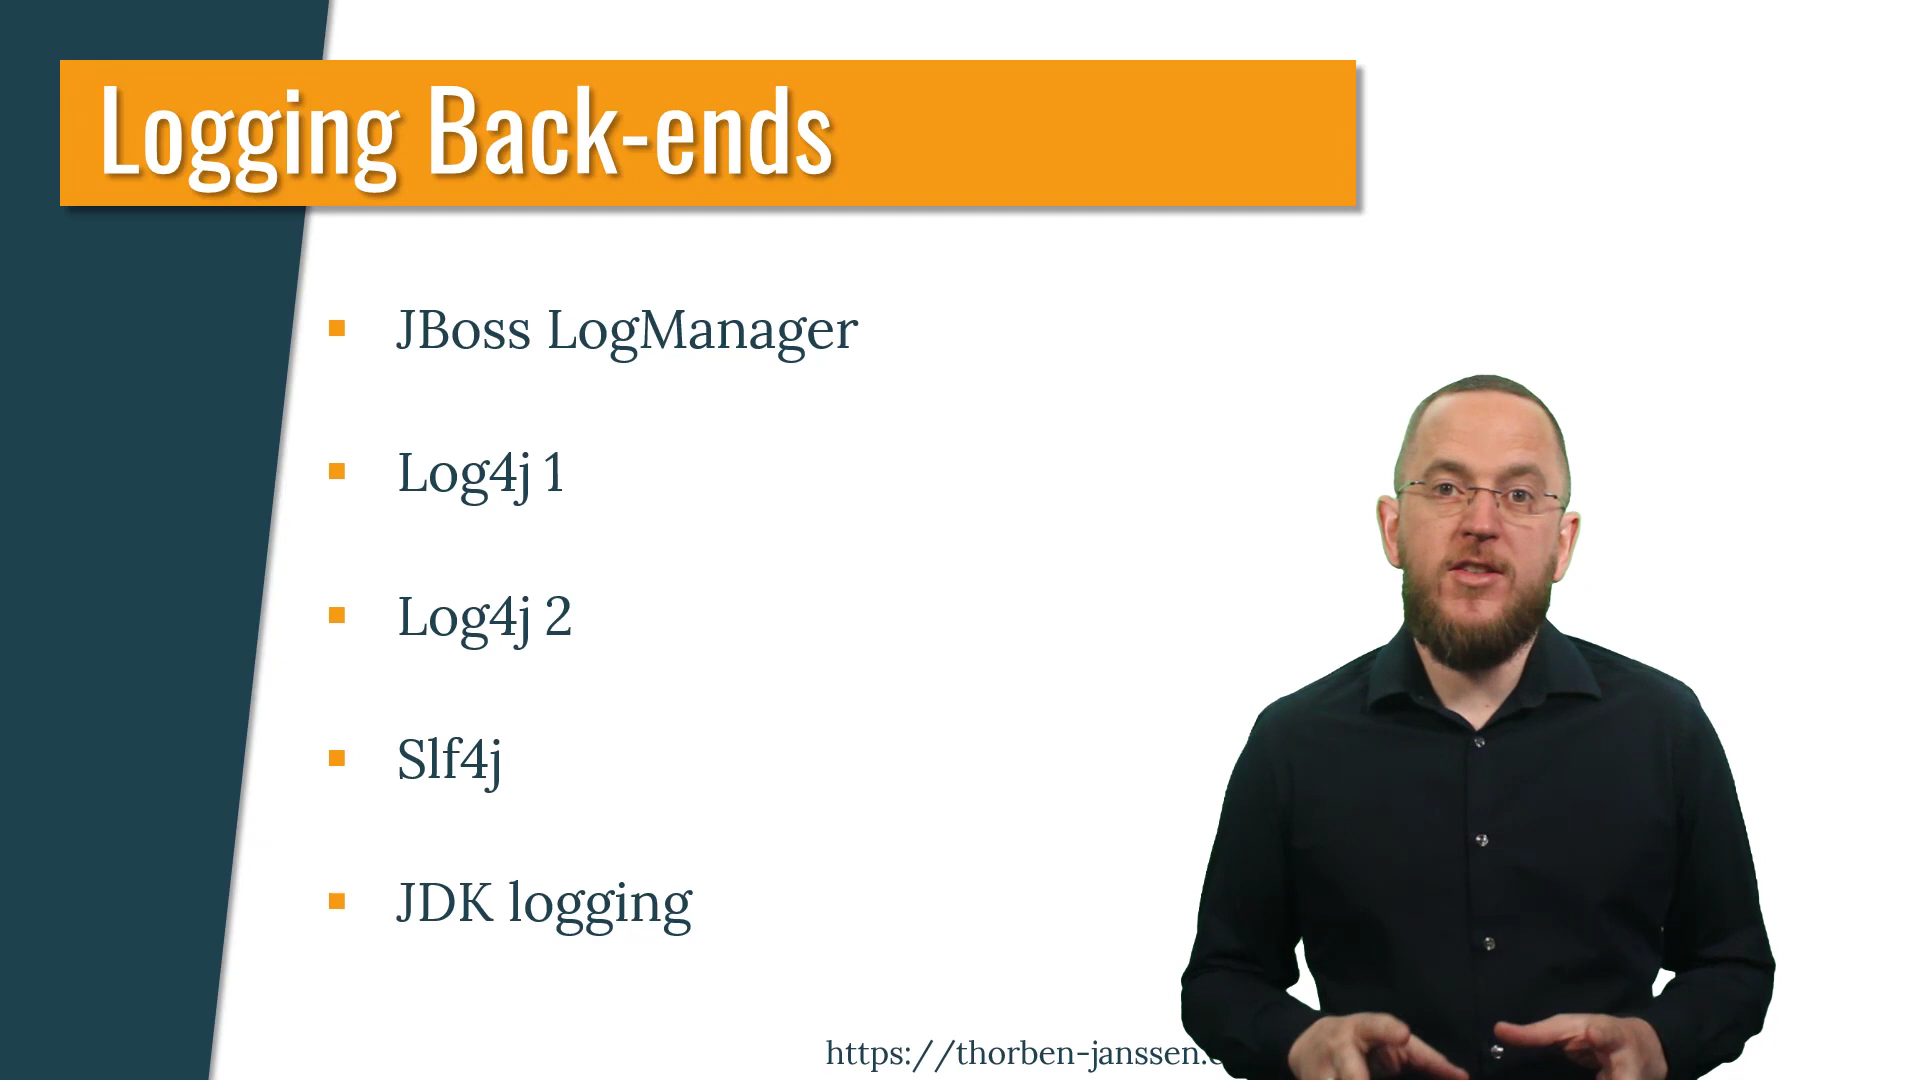 Logging Back-ends
JBoss LogManager
Log4j 1
Log4j 2
Slf4j
JDK logging
https://thorben-janssen.